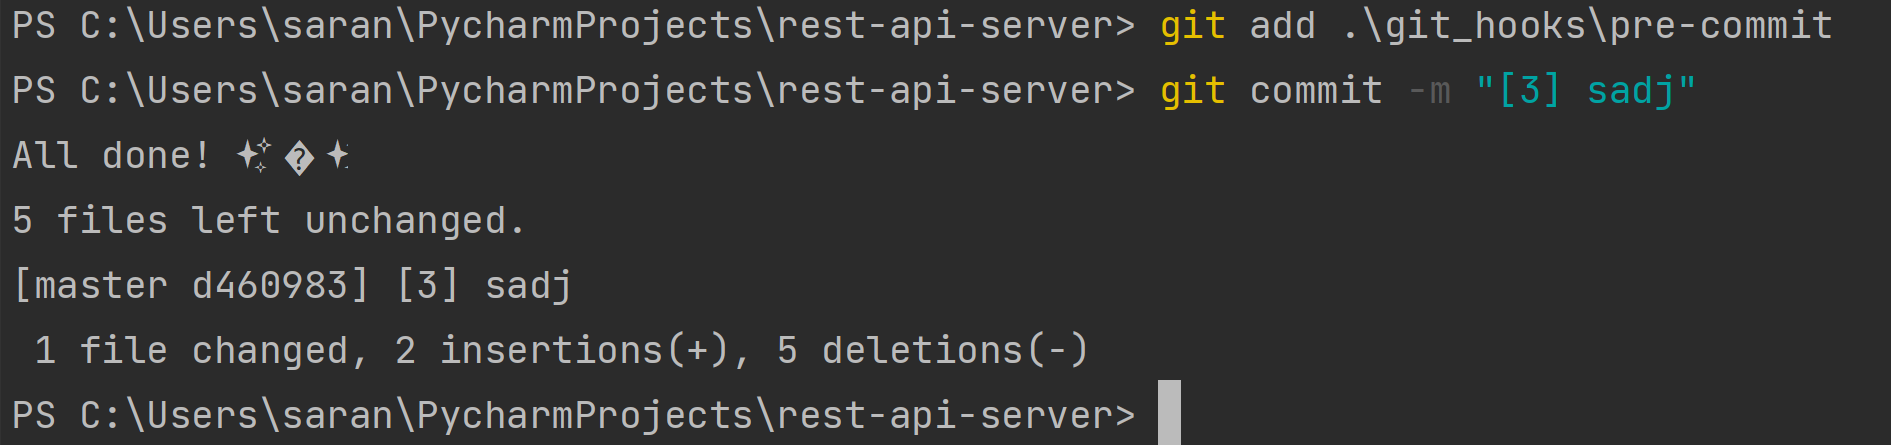 PS C:\Users\saran\PycharmProjects\rest-api-server> git add .\git_hooks\pre-commit
PS C:\Users\saran\PycharmProjects\rest-api-server> git commit -m "[3] sadj"
All done! ✨ � ✨
5 files left unchanged.
[master d460983] [3] sadj
 1 file changed, 2 insertions(+), 5 deletions(-)
PS C:\Users\saran\PycharmProjects\rest-api-server>